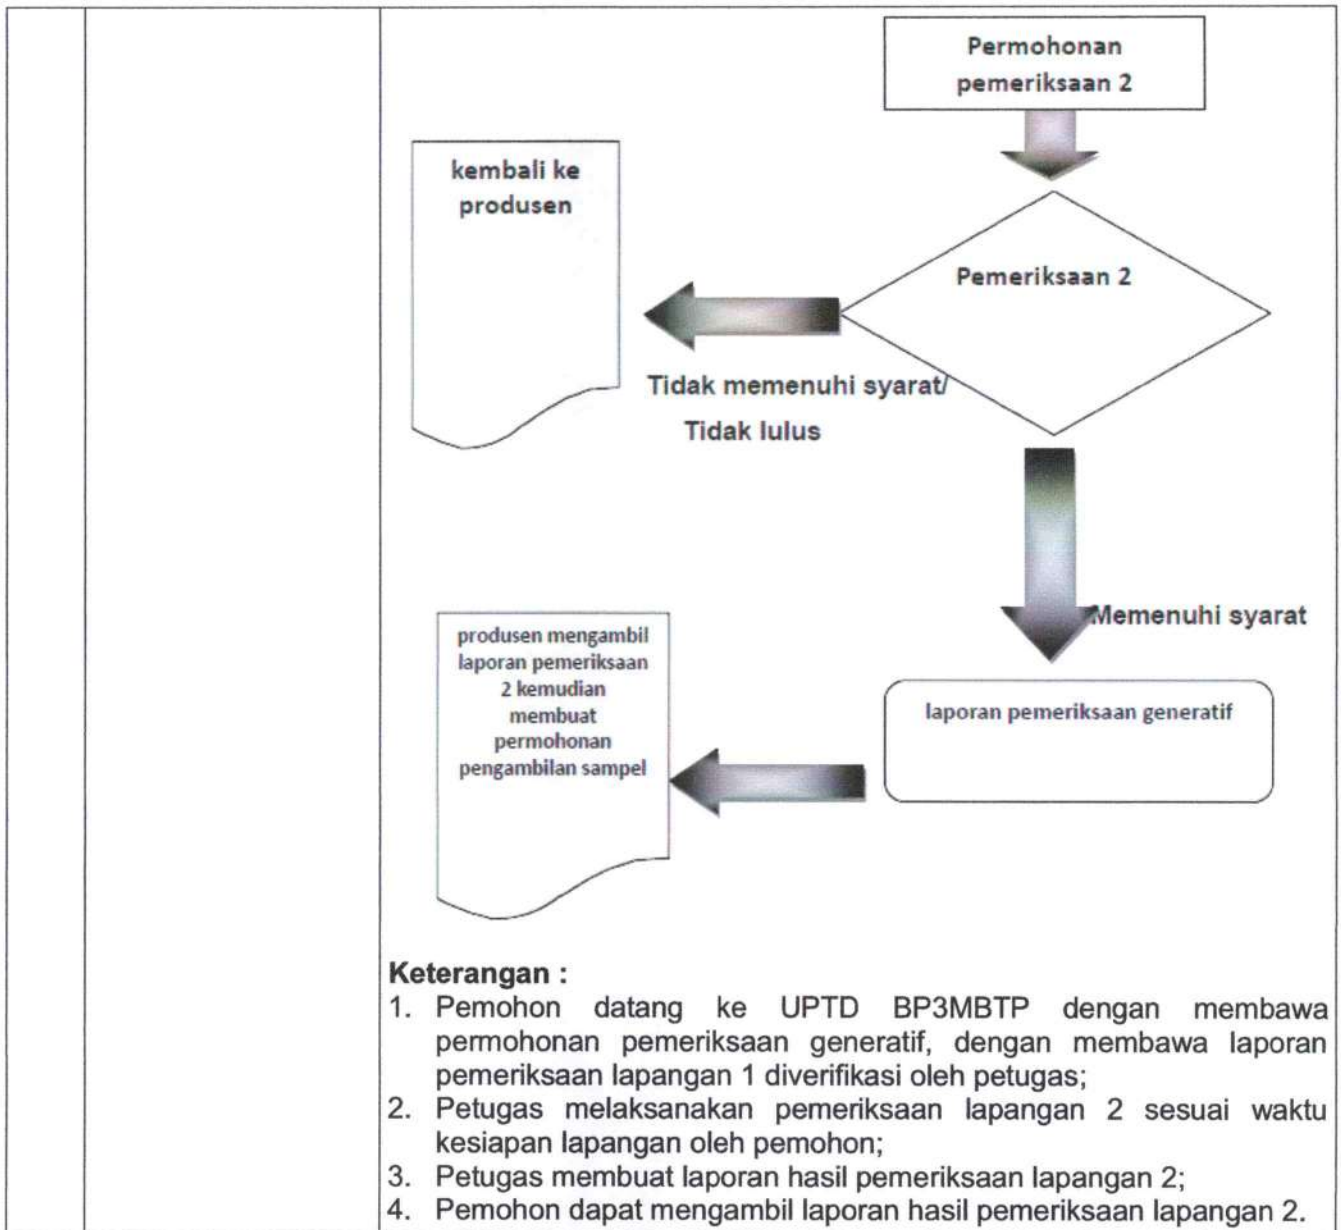 Permohonan
pemeriksaan 2
kembali ke
produsen
Pemeriksaan 2
Tidak memenuhi syarat/
Tidak lulus
Memenuhi syarat
produsen mengambil
laporan pemeriksaan
2 kemudian
membuat
permohonan
pengambilan sampel
laporan pemeriksaan generatif
Keterangan :
1. Pemohon datang ke UPTD BP3MBTP dengan membawa
permohonan pemeriksaan generatif, dengan membawa laporan
pemeriksaan lapangan 1 diverifikasi oleh petugas;
2. Petugas melaksanakan pemeriksaan lapangan 2 sesuai waktu
kesiapan lapangan oleh pemohon;
3. Petugas membuat laporan hasil pemeriksaan lapangan 2;
4. Pemohon dapat mengambil laporan hasil pemeriksaan lapangan 2.